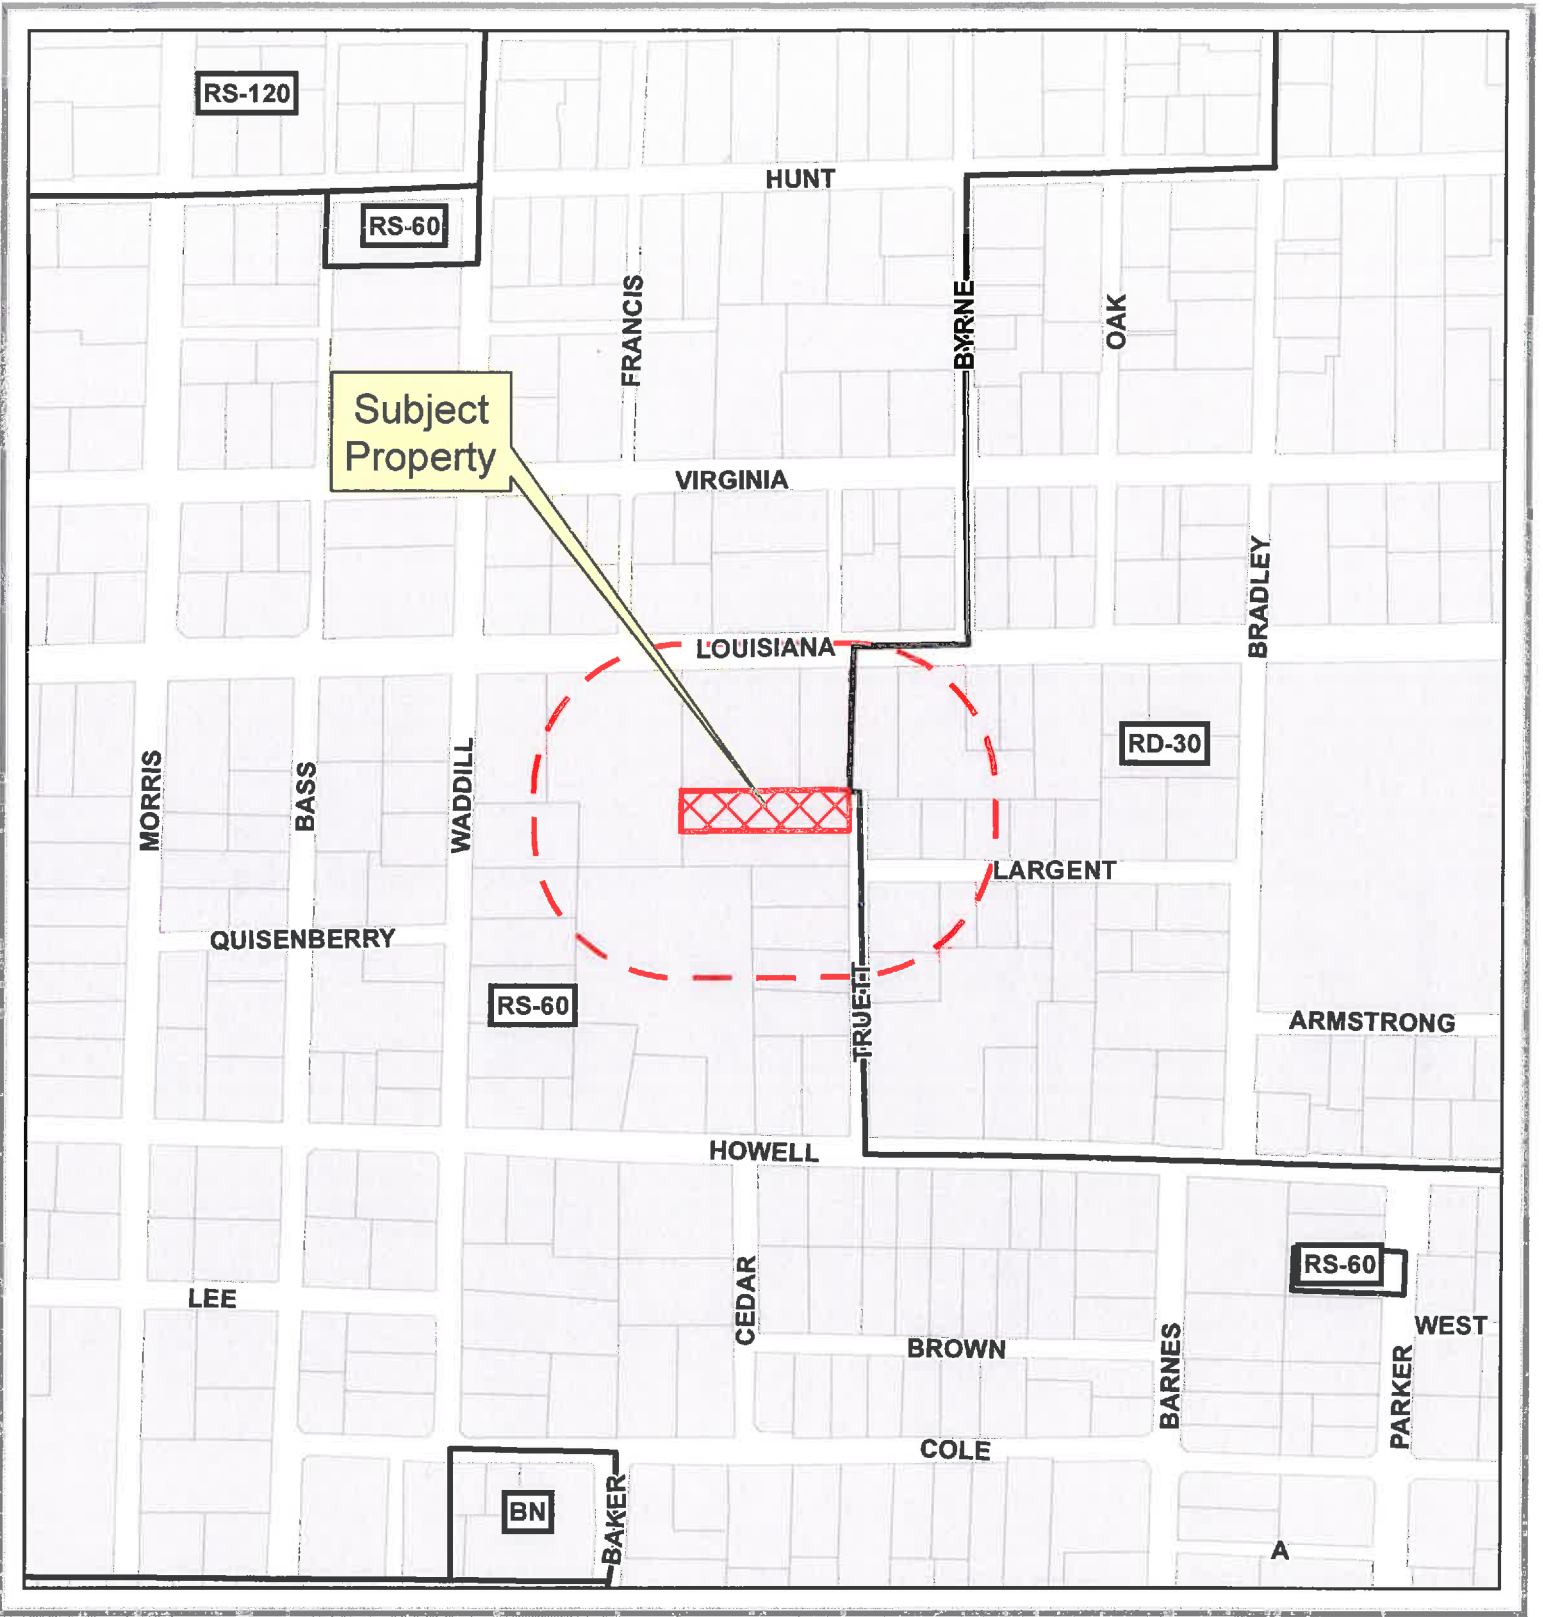 RS-120
HUNT
RS-60
FRANCIS
BYRNE
OAK
Subject
Property
VIRGINIA
BRADLEY
LOUISIANA
RD-30
MORRIS
BASS
WADDILL
LARGENT
QUISENBERRY
RS-60
TRUETT
ARMSTRONG
HOWELL
RS-60
LEE
CEDAR
WEST
BROWN
BARNES
PARKER
COLE
BN
BAKER
A